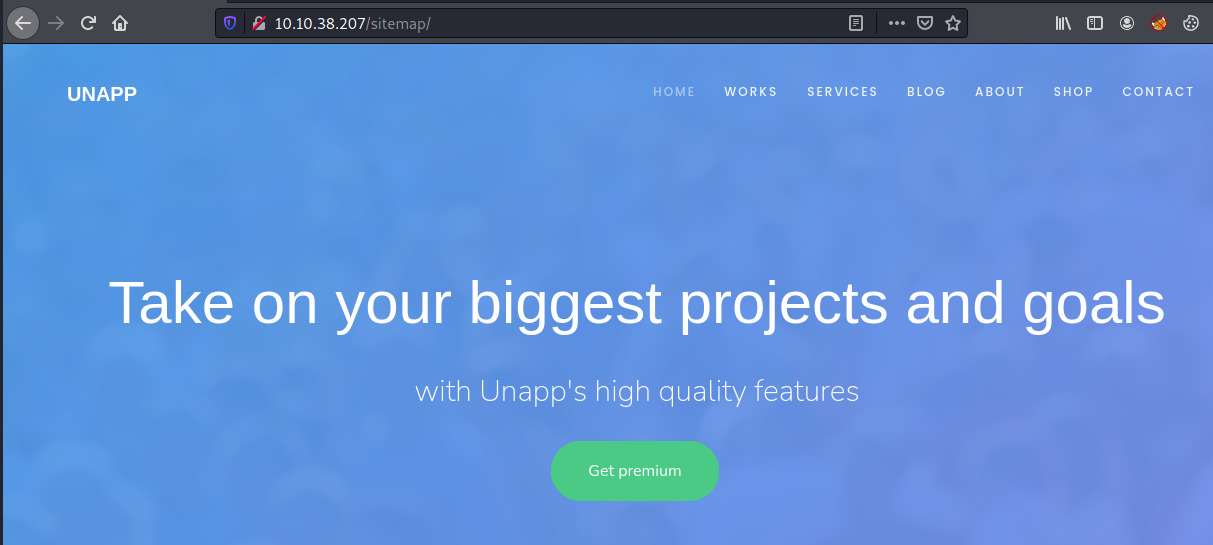 10.10.38.207/sitemap/
UNAPP
HOME WORKS SERVICES BLOG ABOUT SHOP CONTACT
Take on your biggest projects and goals
with Unapp's high quality features
Get premium